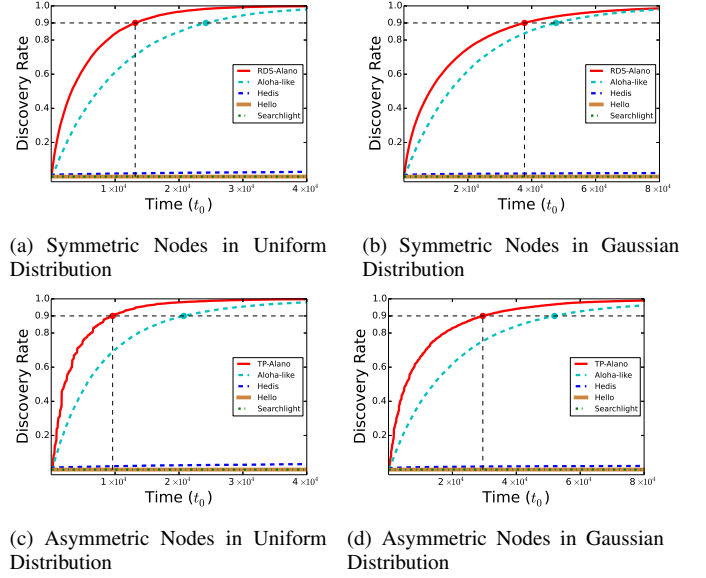 1.0
0.9
0.8
0.6
0.4
0.2
Discovery Rate
RDS-Alano
Aloha-like
Hedis
Hello
Searchlight
1×10⁴ 2×10⁴ 3×10⁴ 4×10⁴
Time (t₀)
1.0
0.9
0.8
0.6
0.4
0.2
Discovery Rate
RDS-Alano
Aloha-like
Hedis
Hello
Searchlight
2×10⁴ 4×10⁴ 6×10⁴ 8×10⁴
Time (t₀)
(a) Symmetric Nodes in Uniform
Distribution
(b) Symmetric Nodes in Gaussian
Distribution
1.0
0.9
0.8
0.6
0.4
0.2
Discovery Rate
TP-Alano
Aloha-like
Hedis
Hello
Searchlight
1×10⁴ 2×10⁴ 3×10⁴ 4×10⁴
Time (t₀)
1.0
0.9
0.8
0.6
0.4
0.2
Discovery Rate
TP-Alano
Aloha-like
Hedis
Hello
Searchlight
2×10⁴ 4×10⁴ 6×10⁴ 8×10⁴
Time (t₀)
(c) Asymmetric Nodes in Uniform
Distribution
(d) Asymmetric Nodes in Gaussian
Distribution